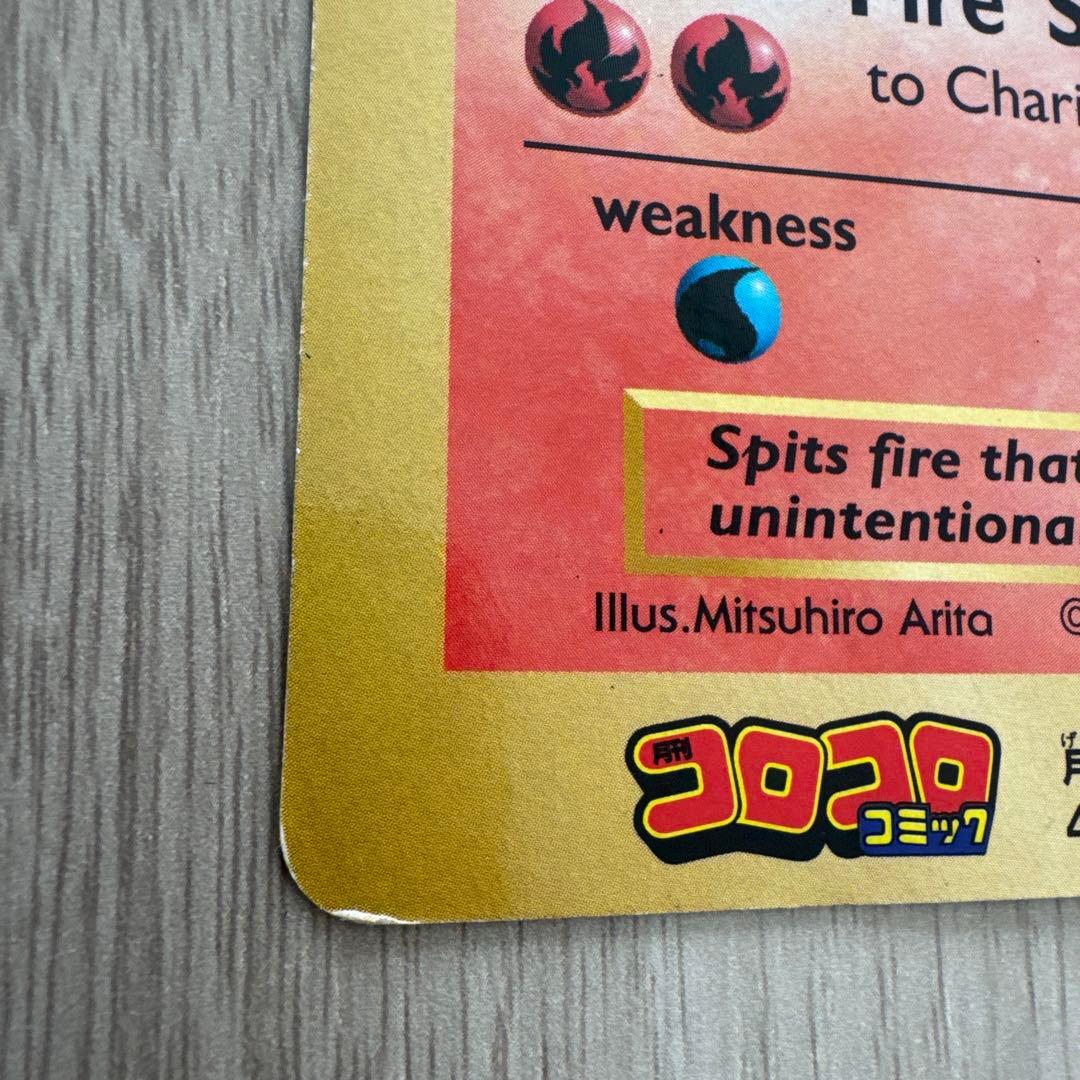 Fire S
to Chari
weakness
Spits fire that
unintentiona
Illus.Mitsuhiro Arita ©
月刊
コロコロ
コミック